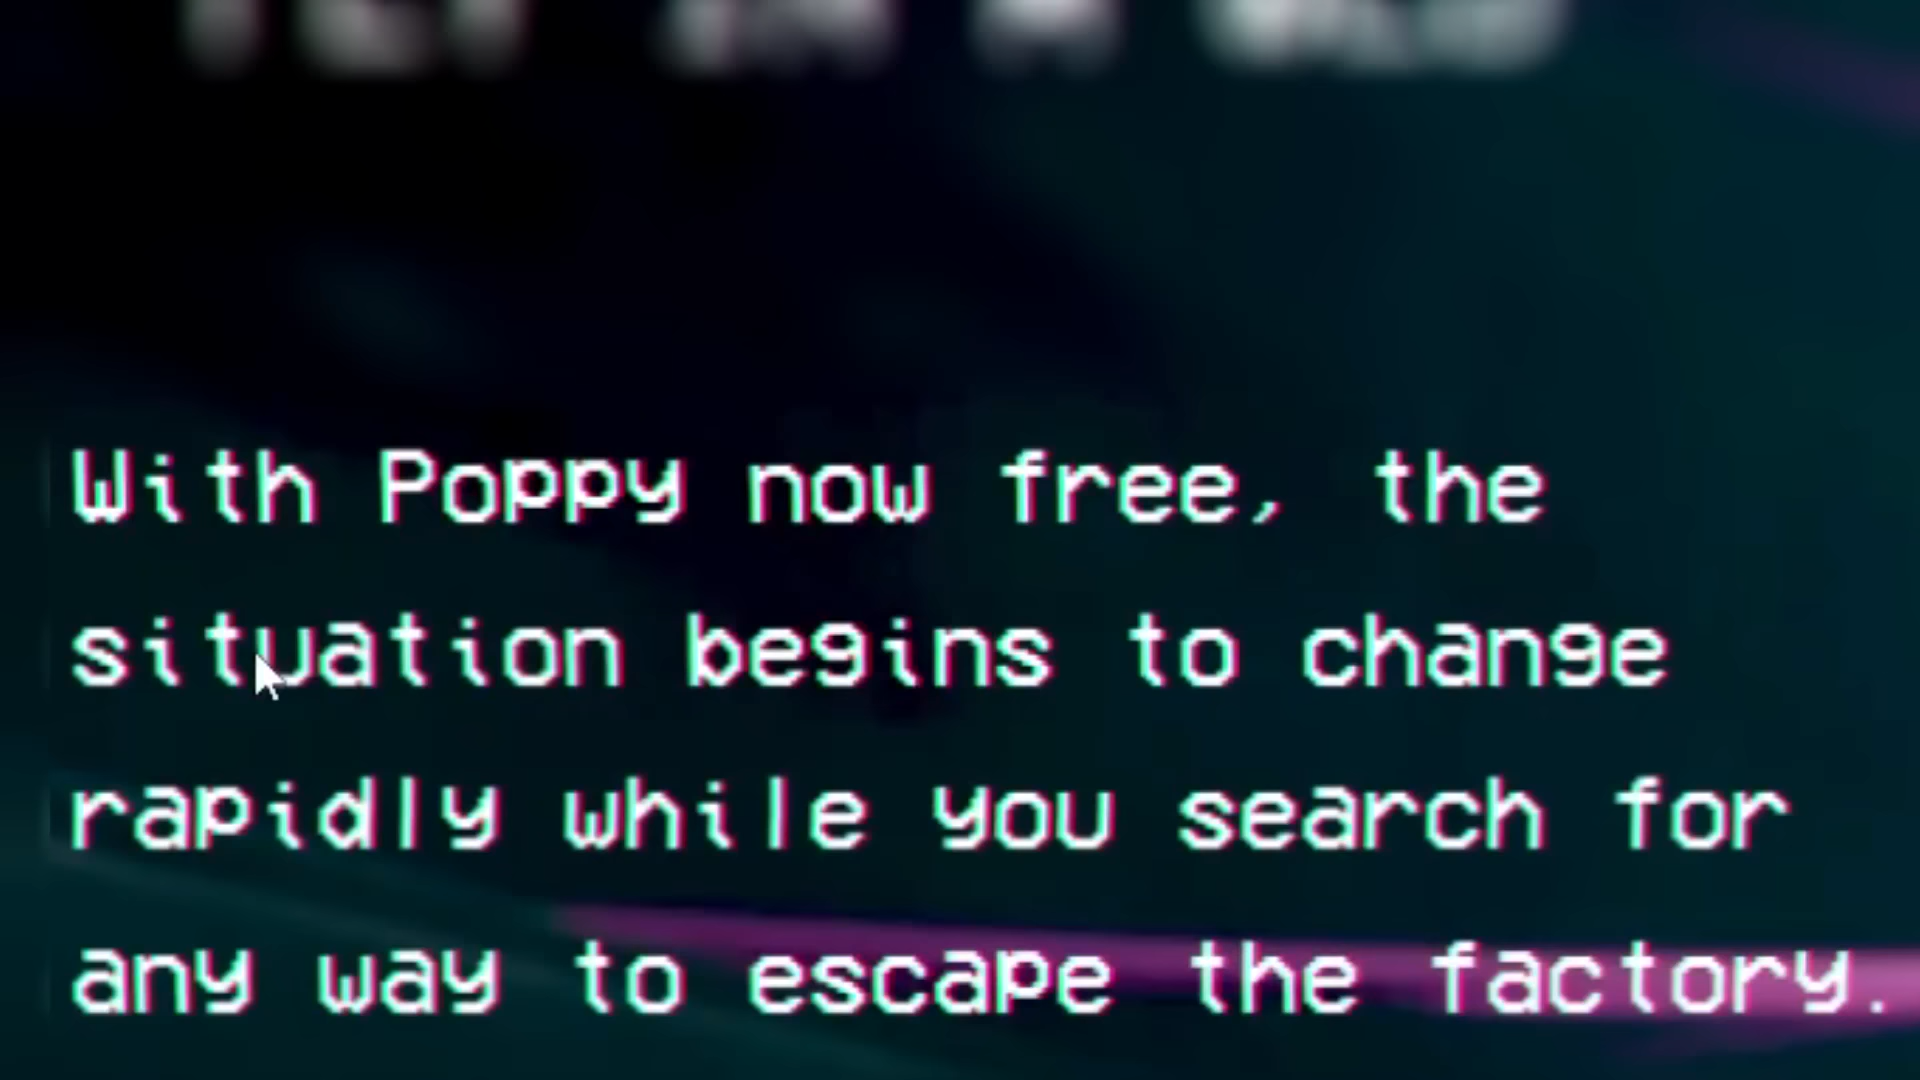 With Poppy now free, the
situation begins to change
rapidly while you search for
any way to escape the factory.